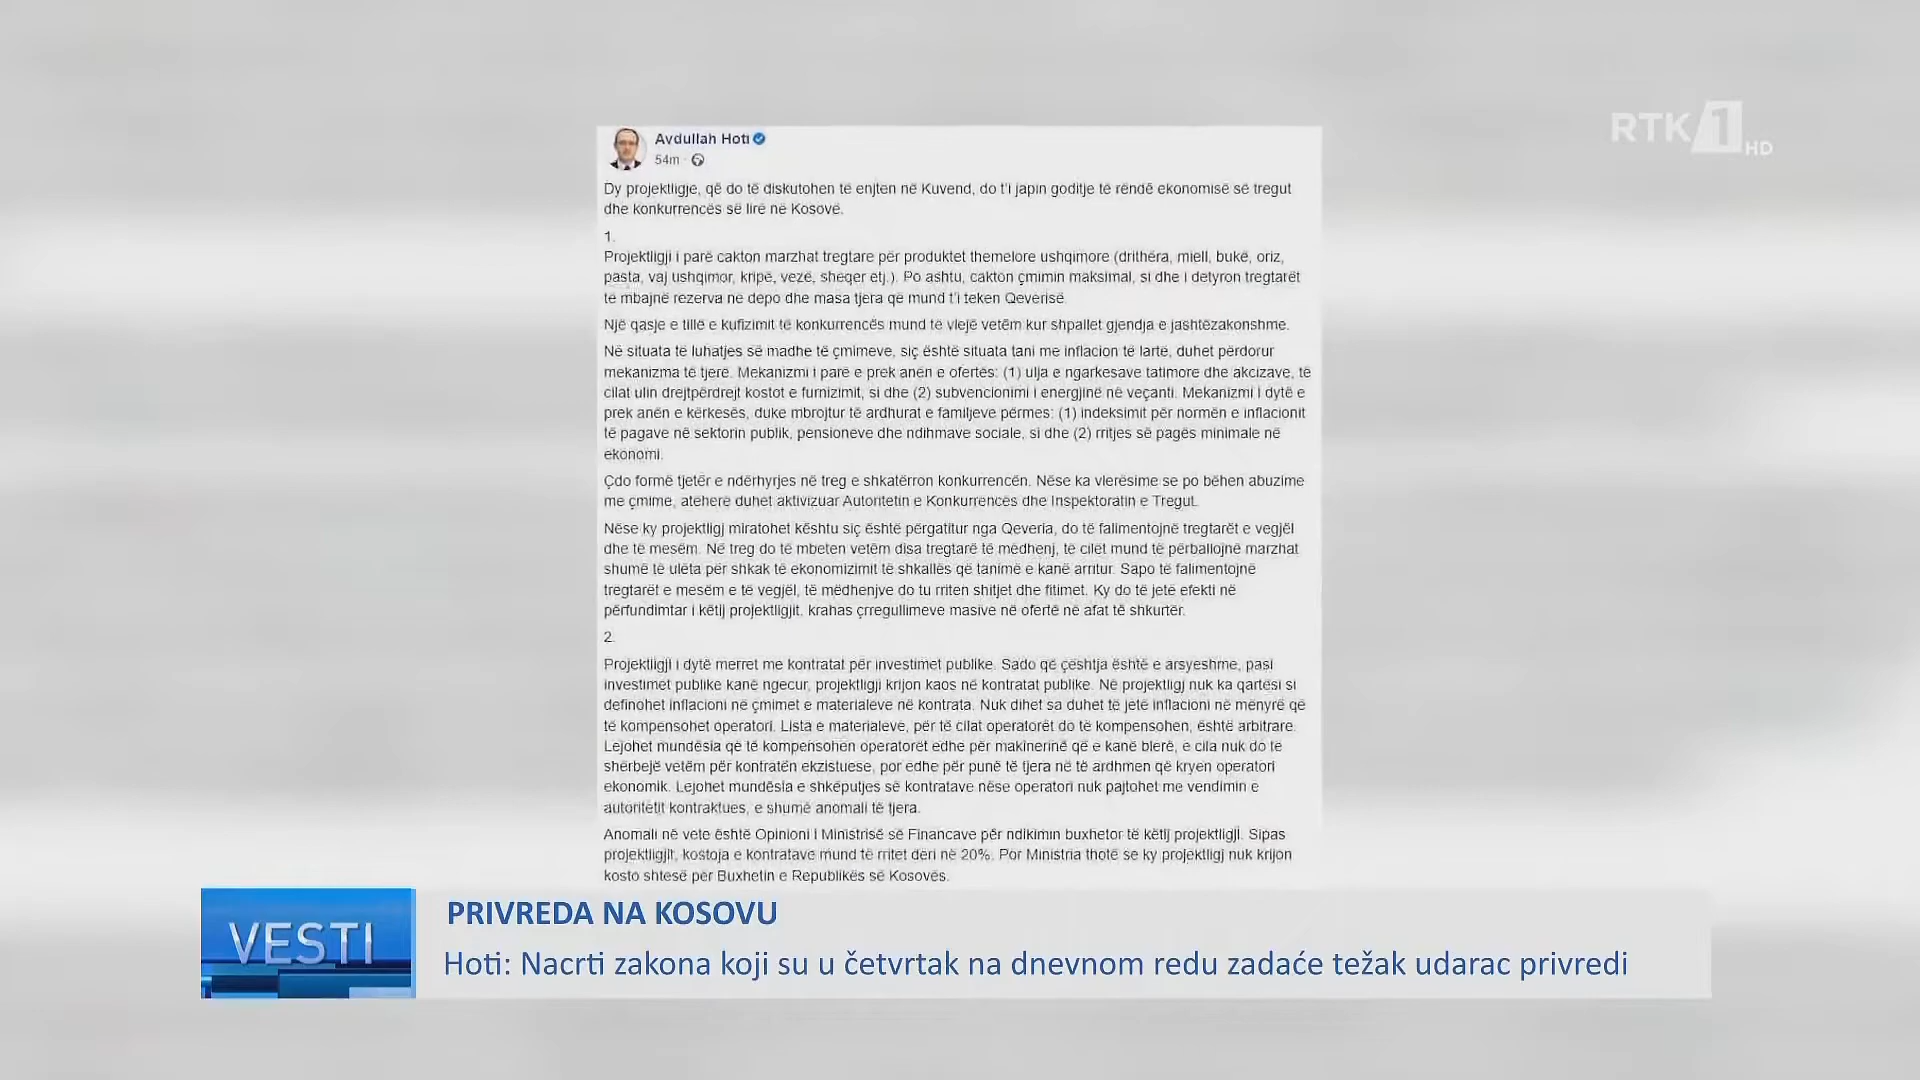 RTK 1 HD
Avdullah Hoti
54m ·
Dy projektligje, që do të diskutohen të enjten në Kuvend, do t'i japin goditje të rëndë ekonomisë së tregut
dhe konkurrencës së lirë në Kosovë.
1.
Projektligji i parë cakton marzhat tregtare për produktet themelore ushqimore (drithëra, miell, bukë, oriz,
pasta, vaj ushqimor, kripë, vezë, sheqer etj.). Po ashtu, cakton çmimin maksimal, si dhe i detyron tregtarët
të mbajnë rezerva në depo dhe masa tjera që mund t'i teken Qeverisë.
Një qasje e tillë e kufizimit të konkurrencës mund të vlejë vetëm kur shpallet gjendja e jashtëzakonshme.
Në situata të luhatjes së madhe të çmimeve, siç është situata tani me inflacion të lartë, duhet përdorur
mekanizma të tjerë. Mekanizmi i parë e prek anën e ofertës: (1) ulja e ngarkesave tatimore dhe akcizave, të
cilat ulin drejtpërdrejt kostot e furnizimit, si dhe (2) subvencionimi i energjinë në veçanti. Mekanizmi i dytë e
prek anën e kërkesës, duke mbrojtur të ardhurat e familjeve përmes: (1) indeksimit për normën e inflacionit
të pagave në sektorin publik, pensioneve dhe ndihmave sociale, si dhe (2) rritjes së pagës minimale në
ekonomi.
Çdo formë tjetër e ndërhyrjes në treg e shkatërron konkurrencën. Nëse ka vlerësime se po bëhen abuzime
me çmime, atëherë duhet aktivizuar Autoritetin e Konkurrencës dhe Inspektoratin e Tregut.
Nëse ky projektligj miratohet kështu siç është përgatitur nga Qeveria, do të falimentojnë tregtarët e vegjël
dhe të mesëm. Në treg do të mbeten vetëm disa tregtarë të mëdhenj, të cilët mund të përballojnë marzhat
shumë të ulëta për shkak të ekonomizimit të shkallës që tanimë e kanë arritur. Sapo të falimentojnë
tregtarët e mesëm e të vegjël, të mëdhenjve do tu rriten shitjet dhe fitimet. Ky do të jetë efekti në
përfundimtar i këtij projektligjit, krahas çrregullimeve masive në ofertë në afat të shkurtër.
2.
Projektligji i dytë merret me kontratat për investimet publike. Sado që çështja është e arsyeshme, pasi
investimet publike kanë ngecur, projektligji krijon kaos në kontratat publike. Në projektligj nuk ka qartësi si
definohet inflacioni në çmimet e materialeve në kontrata. Nuk dihet sa duhet të jetë inflacioni në mënyrë që
të kompensohet operatori. Lista e materialeve, për të cilat operatorët do të kompensohen, është arbitrare.
Lejohet mundësia që të kompensohen operatorët edhe për makinerinë që e kanë blerë, e cila nuk do të
shërbejë vetëm për kontratën ekzistuese, por edhe për punë të tjera në të ardhmen që kryen operatori
ekonomik. Lejohet mundësia e shkëputjes së kontratave nëse operatori nuk pajtohet me vendimin e
autoritetit kontraktues, e shumë anomali të tjera.
Anomali në vete është Opinioni i Ministrisë së Financave për ndikimin buxhetor të këtij projektligji. Sipas
projektligjit, kostoja e kontratave mund të rritet deri në 20%. Por Ministria thotë se ky projektligj nuk krijon
kosto shtesë për Buxhetin e Republikës së Kosovës.
VESTI
PRIVREDA NA KOSOVU
Hoti: Nacrti zakona koji su u četvrtak na dnevnom redu zadaće težak udarac privredi